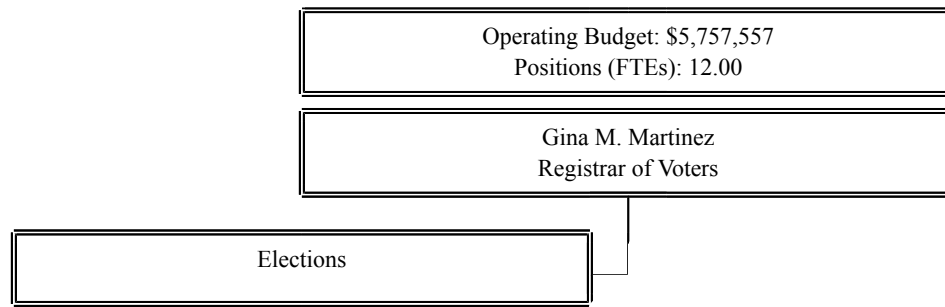 Operating Budget: $5,757,557
Positions (FTEs): 12.00
Gina M. Martinez
Registrar of Voters
Elections